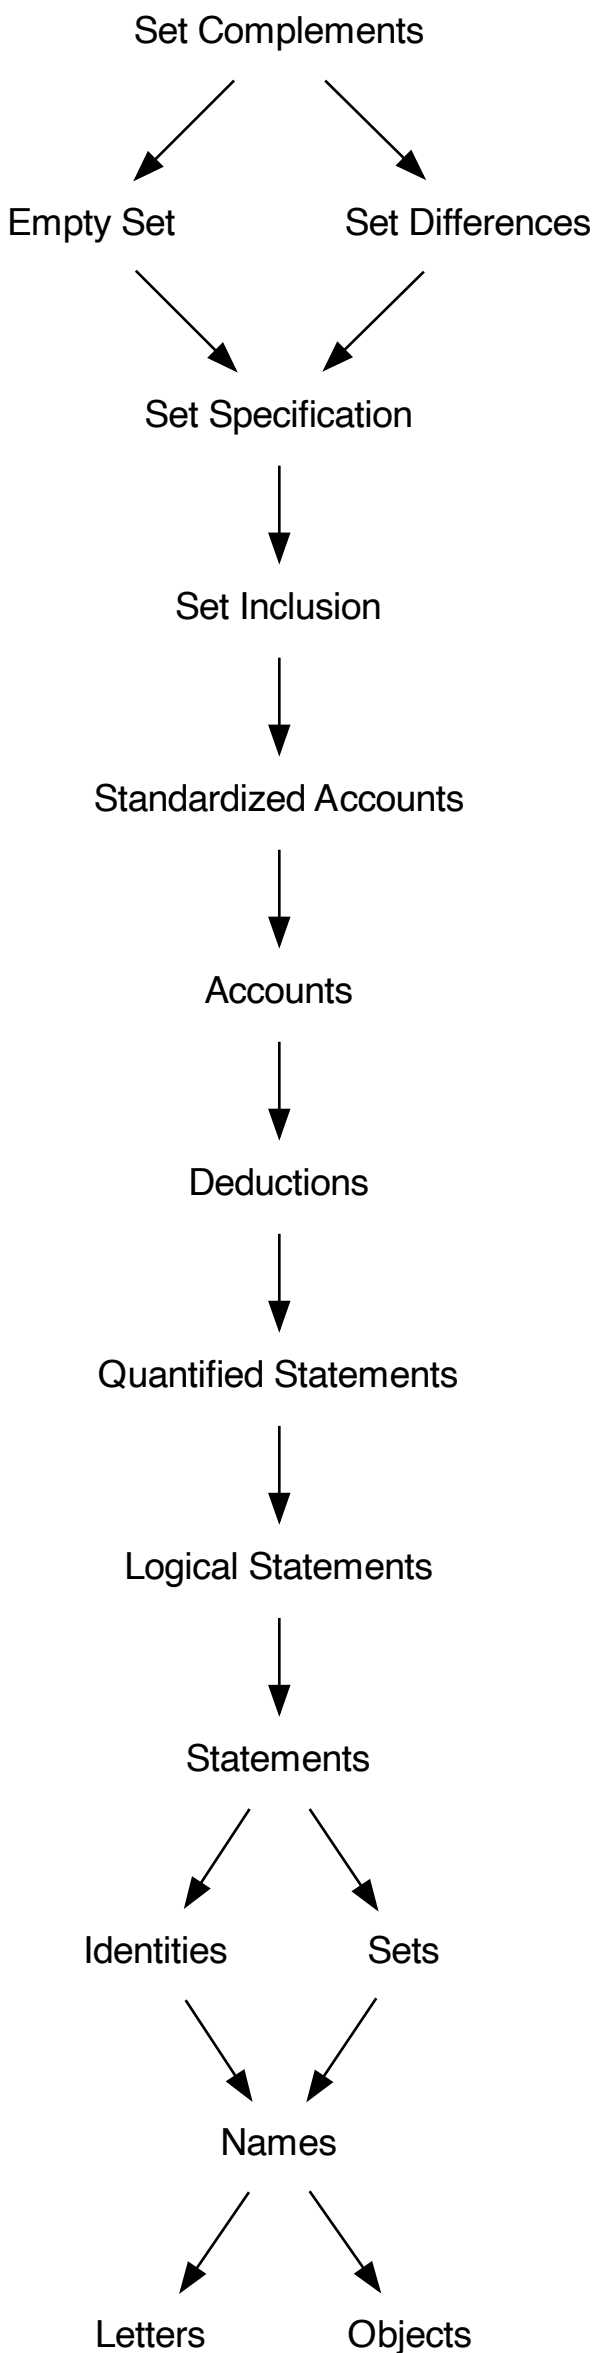 Set Complements
Empty Set
Set Differences
Set Specification
Set Inclusion
Standardized Accounts
Accounts
Deductions
Quantified Statements
Logical Statements
Statements
Identities
Sets
Names
Letters
Objects